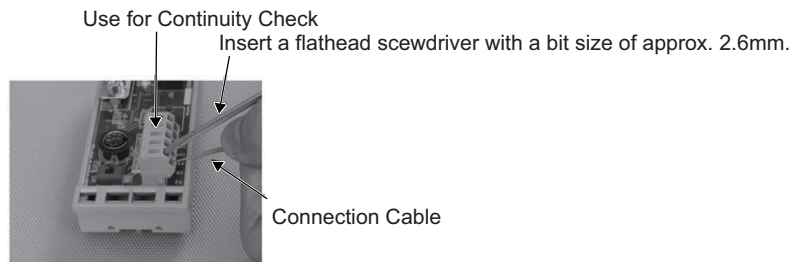 Use for Continuity Check
Insert a flathead scewdriver with a bit size of approx. 2.6mm.
Connection Cable